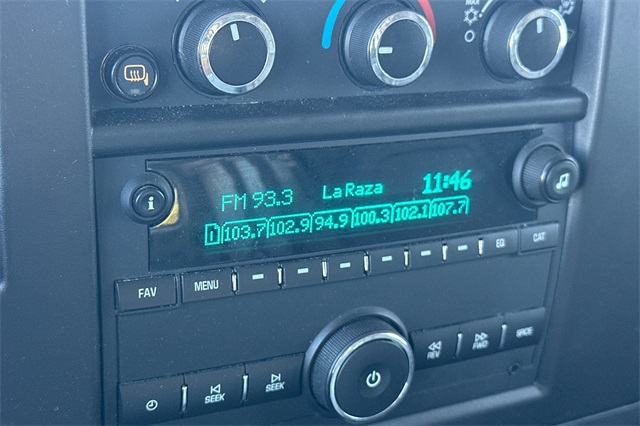 MAX
FM 93.3 La Raza 11:46
i
1 103.7 102.9 94.9 100.3 102.1 107.7
FAV MENU EQ CAT
SEEK SEEK REV FWD